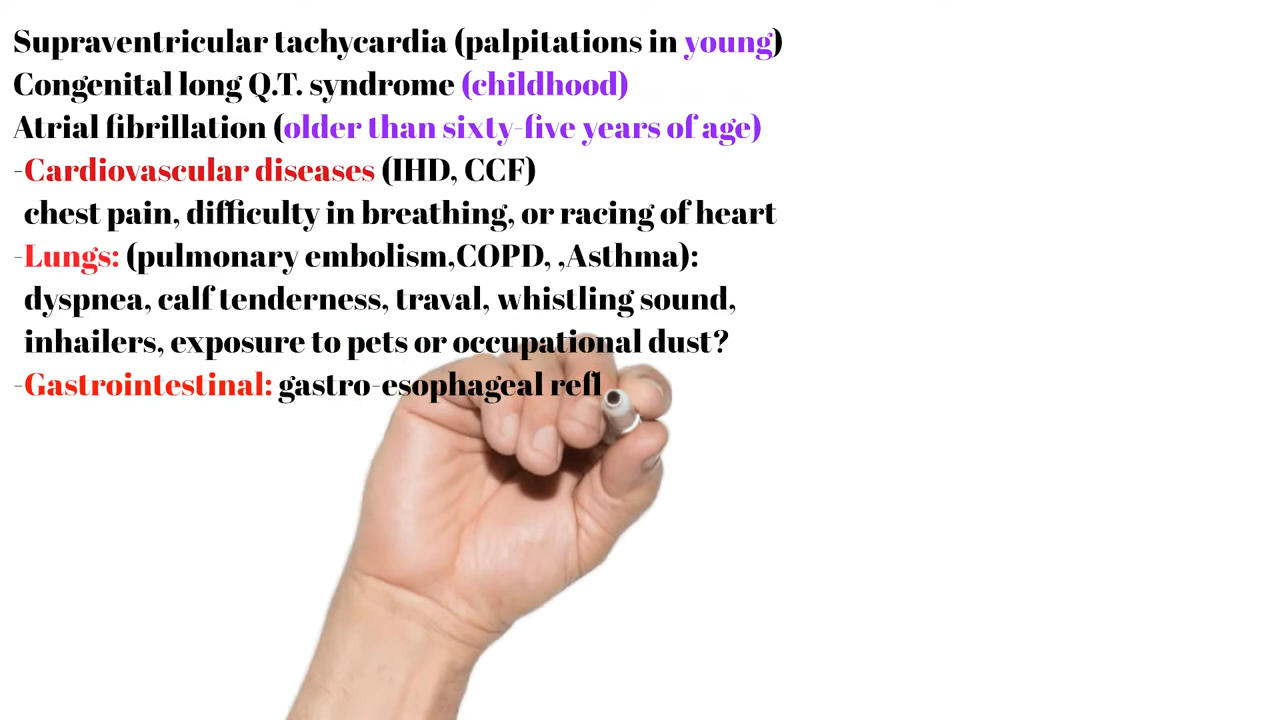 Supraventricular tachycardia (palpitations in young)
Congenital long Q.T. syndrome (childhood)
Atrial fibrillation (older than sixty-five years of age)
-Cardiovascular diseases (IHD, CCF)
chest pain, difficulty in breathing, or racing of heart
-Lungs: (pulmonary embolism,COPD, ,Asthma):
dyspnea, calf tenderness, traval, whistling sound,
inhailers, exposure to pets or occupational dust?
-Gastrointestinal: gastro-esophageal refl